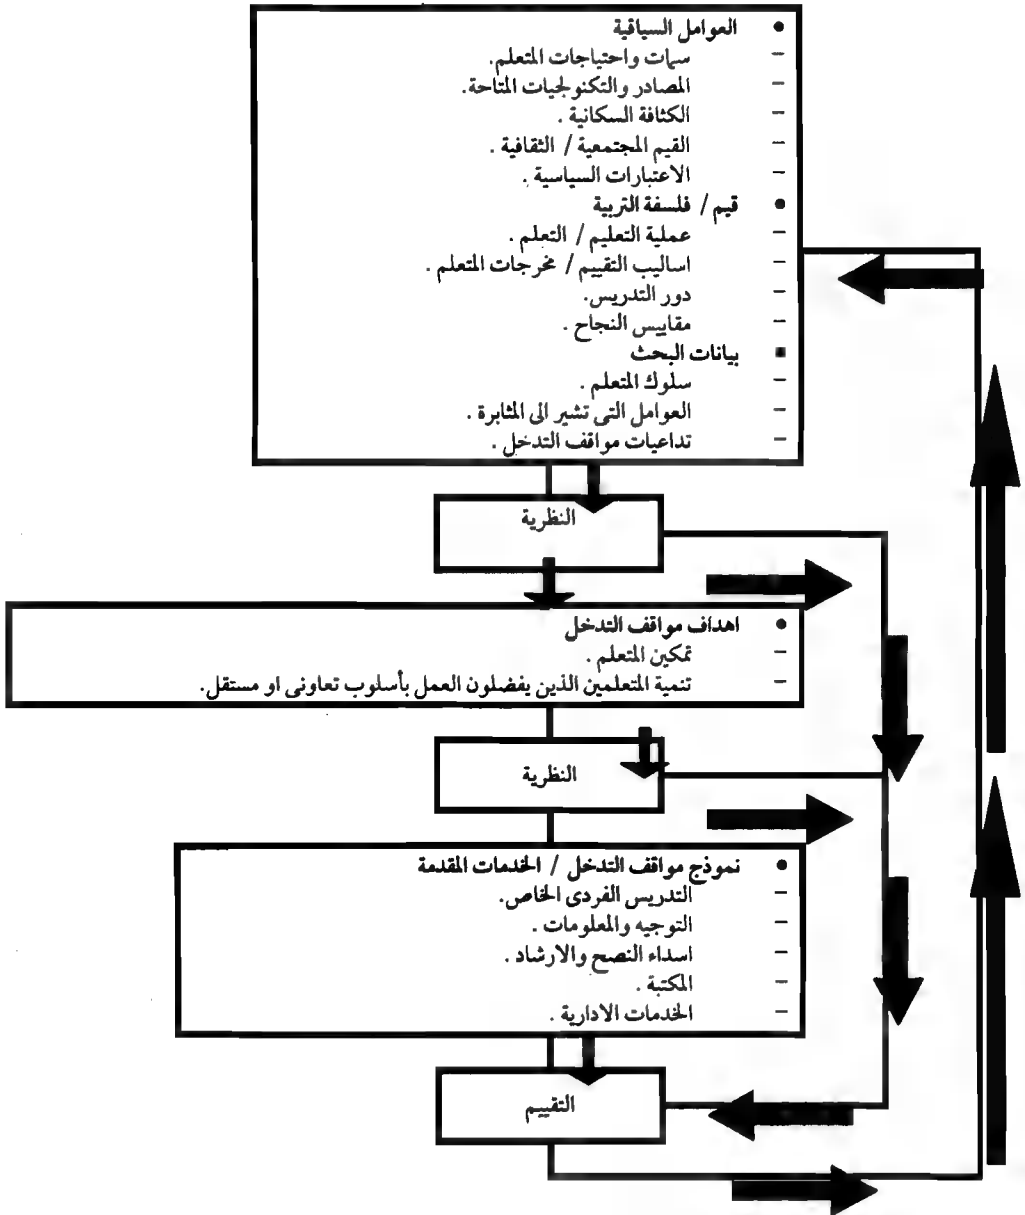 • العوامل السياقية
– سمات واحتياجات المتعلم.
– المصادر والتكنولجيات المتاحة.
– الكثافة السكانية .
– القيم المجتمعية / الثقافية .
– الاعتبارات السياسية .
• قيم / فلسفة التربية
– عملية التعليم / التعلم .
– اساليب التقييم / مخرجات المتعلم .
– دور التدريس.
– مقاييس النجاح .
▪ بيانات البحث
– سلوك المتعلم .
– العوامل التى تشير الى المثابرة .
– تداعيات مواقف التدخل .
النظرية
• اهداف مواقف التدخل
– تمكين المتعلم .
– تنمية المتعلمين الذين يفضلون العمل بأسلوب تعاونى او مستقل.
النظرية
• نموذج مواقف التدخل / الخدمات المقدمة
– التدريس الفردى الخاص.
– التوجيه والمعلومات .
– اسداء النصح والارشاد .
– المكتبة .
– الخدمات الادارية .
التقييم